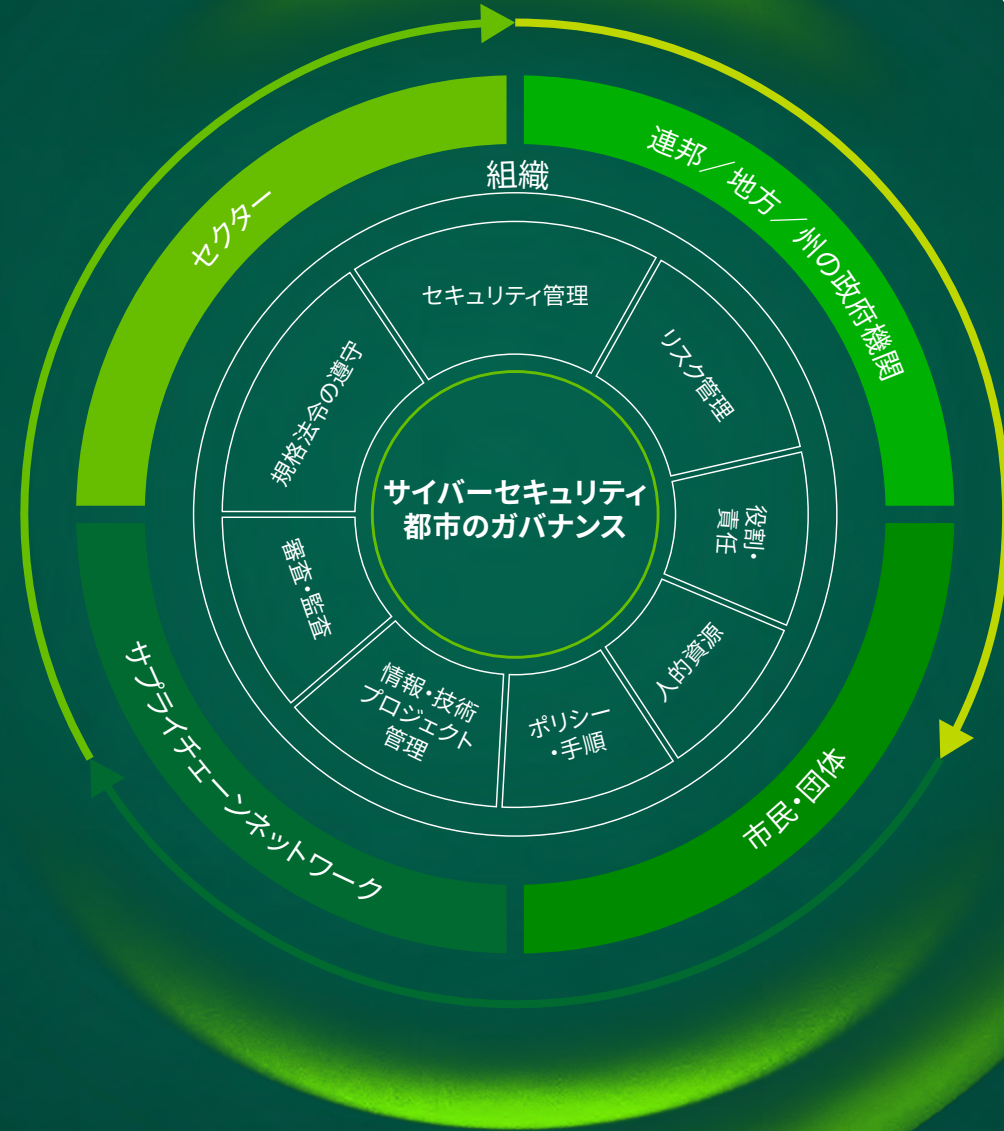 セクター
連邦／地方／州の政府機関
組織
セキュリティ管理
リスク管理
規格法令の遵守
サイバーセキュリティ
都市のガバナンス
役割・
責任
審査・監査
人的資源
情報・技術
プロジェクト
管理
ポリシー
・手順
サプライチェーンネットワーク
市民・団体